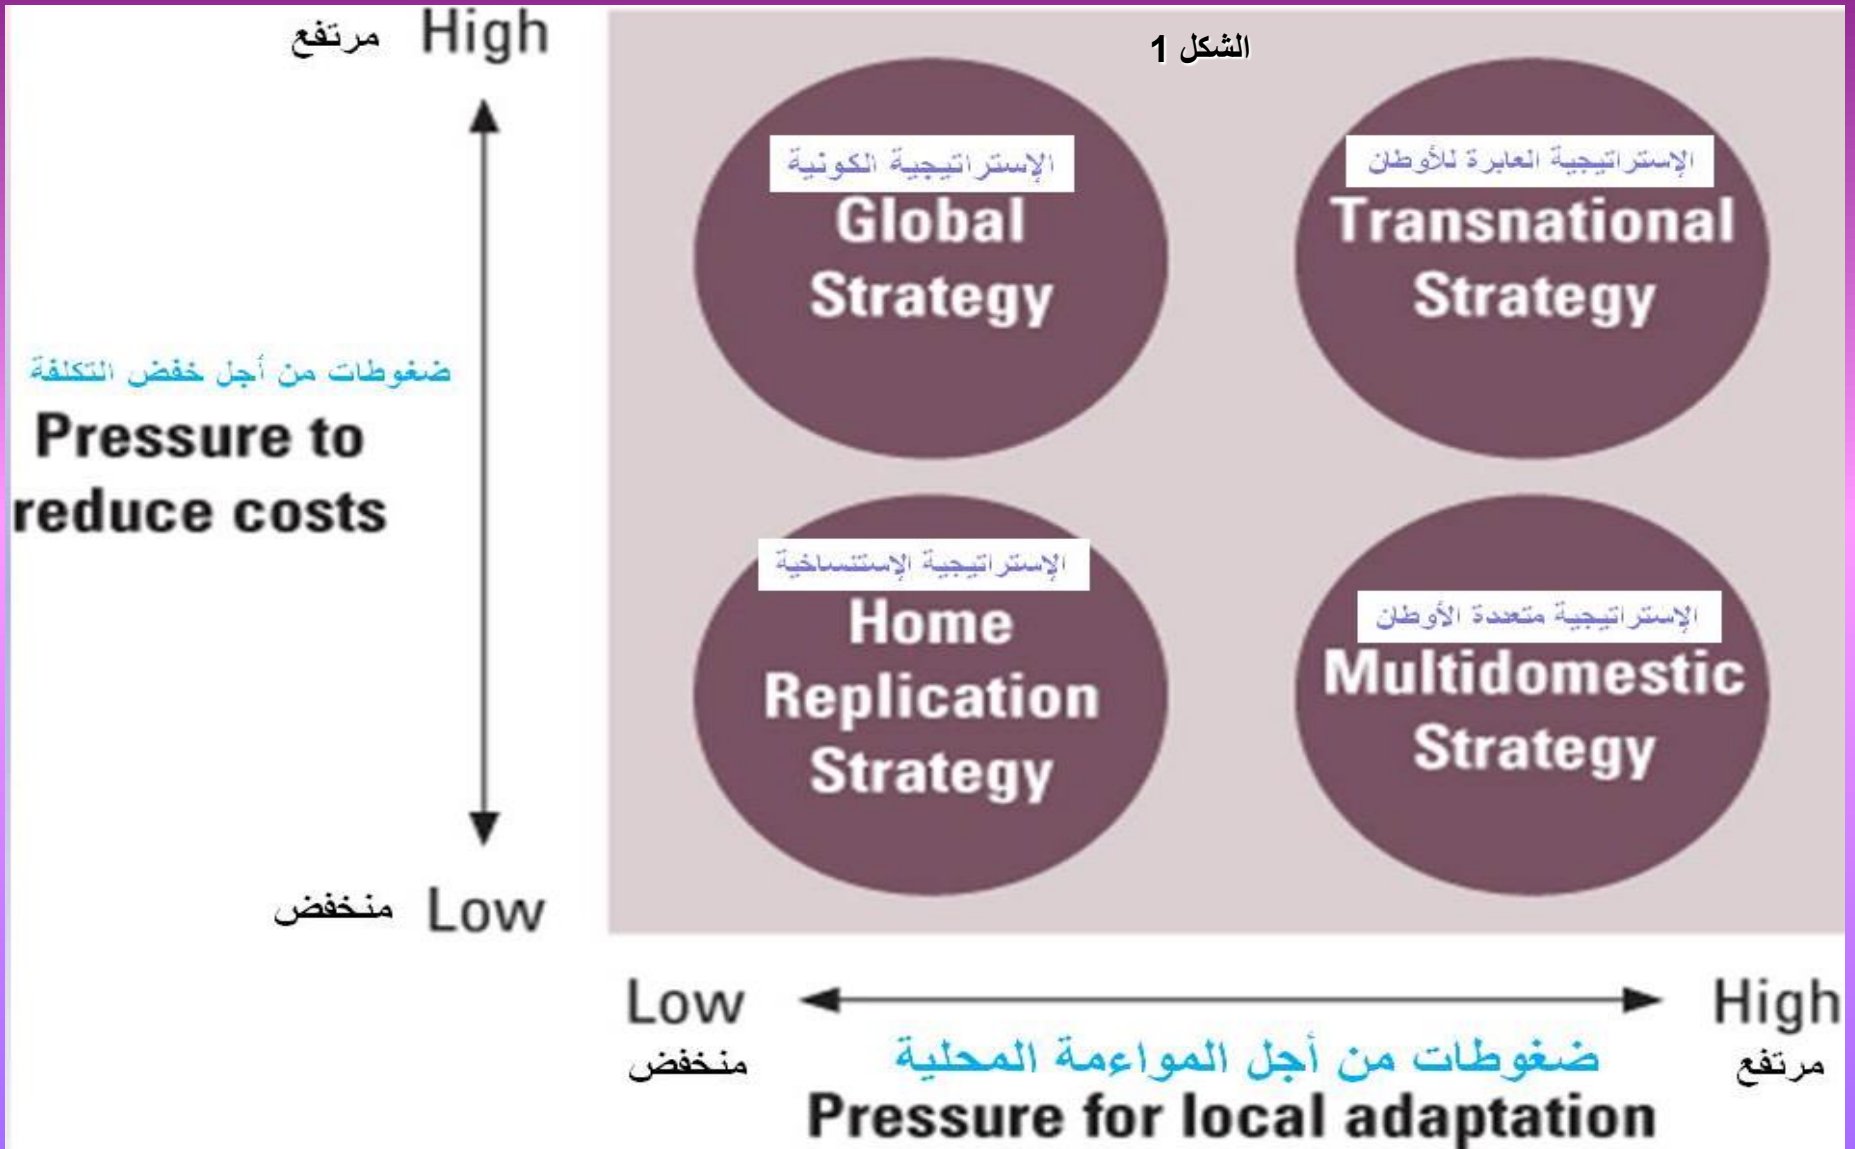 مرتفع High
الشكل 1
الإستراتيجية الكونية
Global
Strategy
الإستراتيجية العابرة للأوطان
Transnational
Strategy
ضغوطات من أجل خفض التكلفة
Pressure to
reduce costs
الإستراتيجية الإستنساخية
Home
Replication
Strategy
الإستراتيجية متعددة الأوطان
Multidomestic
Strategy
منخفض Low
Low
منخفض
High
مرتفع
ضغوطات من أجل المواءمة المحلية
Pressure for local adaptation